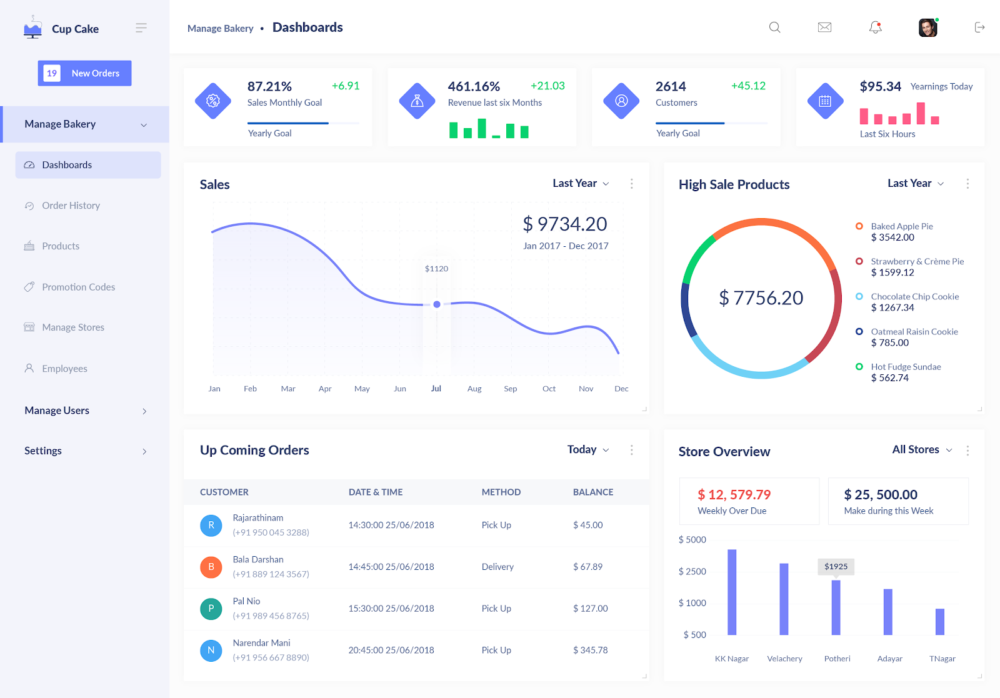 Cup Cake
19 New Orders
Manage Bakery
Dashboards
Order History
Products
Promotion Codes
Manage Stores
Employees
Manage Users
Settings
Manage Bakery • Dashboards
87.21% +6.91
Sales Monthly Goal
Yearly Goal
461.16% +21.03
Revenue last six Months
2614 +45.12
Customers
Yearly Goal
$95.34 Yearnings Today
Last Six Hours
Sales Last Year
$ 9734.20
Jan 2017 - Dec 2017
$1120
Jan Feb Mar Apr May Jun Jul Aug Sep Oct Nov Dec
High Sale Products Last Year
$ 7756.20
Baked Apple Pie
$ 3542.00
Strawberry & Crème Pie
$ 1599.12
Chocolate Chip Cookie
$ 1267.34
Oatmeal Raisin Cookie
$ 785.00
Hot Fudge Sundae
$ 562.74
Up Coming Orders Today
CUSTOMER DATE & TIME METHOD BALANCE
R Rajarathinam
(+91 950 045 3288)
14:30:00 25/06/2018 Pick Up $ 45.00
B Bala Darshan
(+91 889 124 3567)
14:45:00 25/06/2018 Delivery $ 67.89
P Pal Nio
(+91 989 456 8765)
15:30:00 25/06/2018 Pick Up $ 127.00
N Narendar Mani
(+91 956 667 8890)
20:45:00 25/06/2018 Pick Up $ 345.78
Store Overview All Stores
$ 12, 579.79
Weekly Over Due
$ 25, 500.00
Make during this Week
$ 5000
$ 2500
$ 1000
$ 500
$1925
KK Nagar Velachery Potheri Adayar TNagar